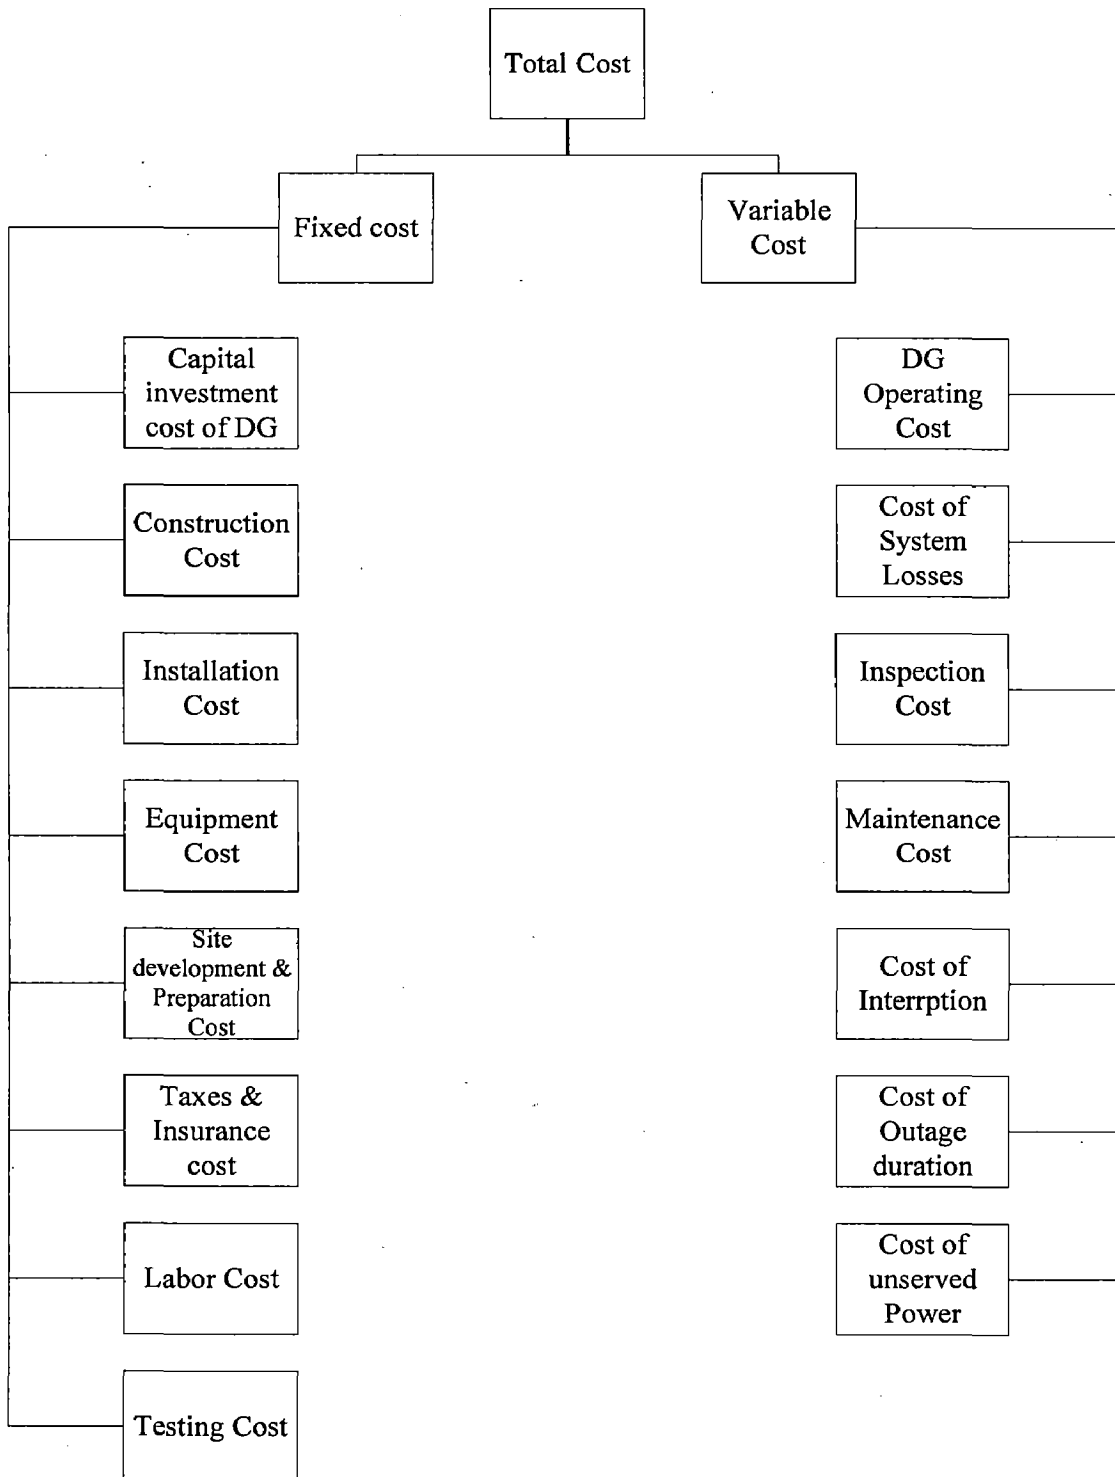 Total Cost
Fixed cost
Variable
Cost
Capital
investment
cost of DG
Construction
Cost
Installation
Cost
Equipment
Cost
Site
development &
Preparation
Cost
Taxes &
Insurance
cost
Labor Cost
Testing Cost
DG
Operating
Cost
Cost of
System
Losses
Inspection
Cost
Maintenance
Cost
Cost of
Interrption
Cost of
Outage
duration
Cost of
unserved
Power